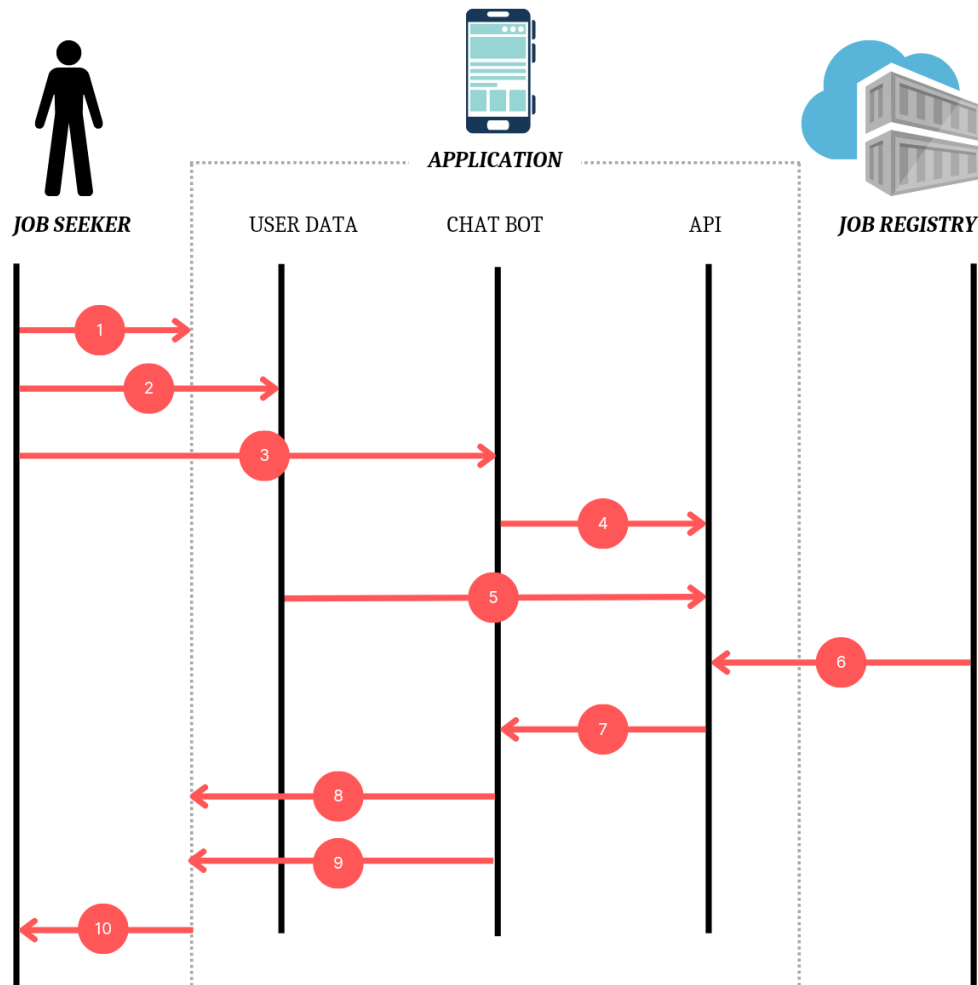 APPLICATION
JOB SEEKER
USER DATA
CHAT BOT
API
JOB REGISTRY
1
2
3
4
5
6
7
8
9
10